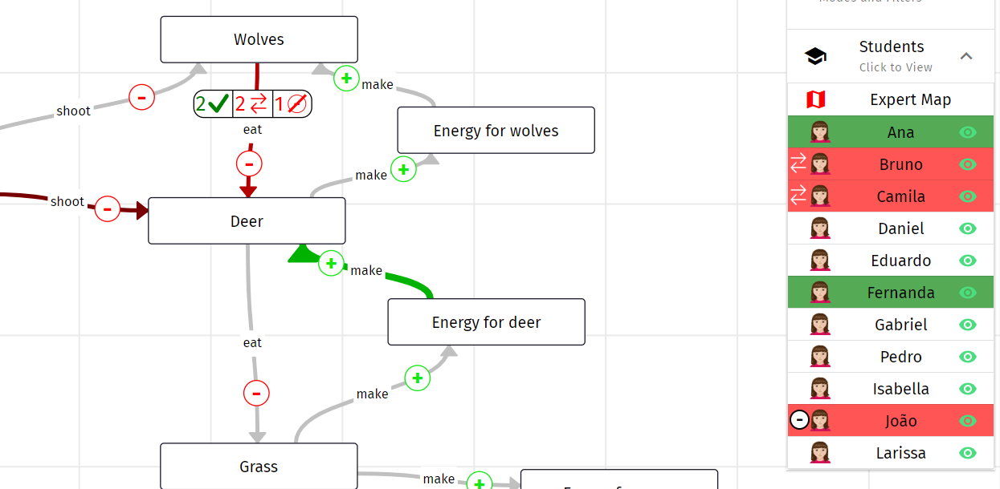 Modes and Filters
Students
Click to View
Expert Map
Ana
Bruno
Camila
Daniel
Eduardo
Fernanda
Gabriel
Pedro
Isabella
João
Larissa
Wolves
shoot
-
+
make
2 2 1
eat
Energy for wolves
-
make
+
shoot
-
Deer
+
make
Energy for deer
eat
+
make
-
Grass
make
+